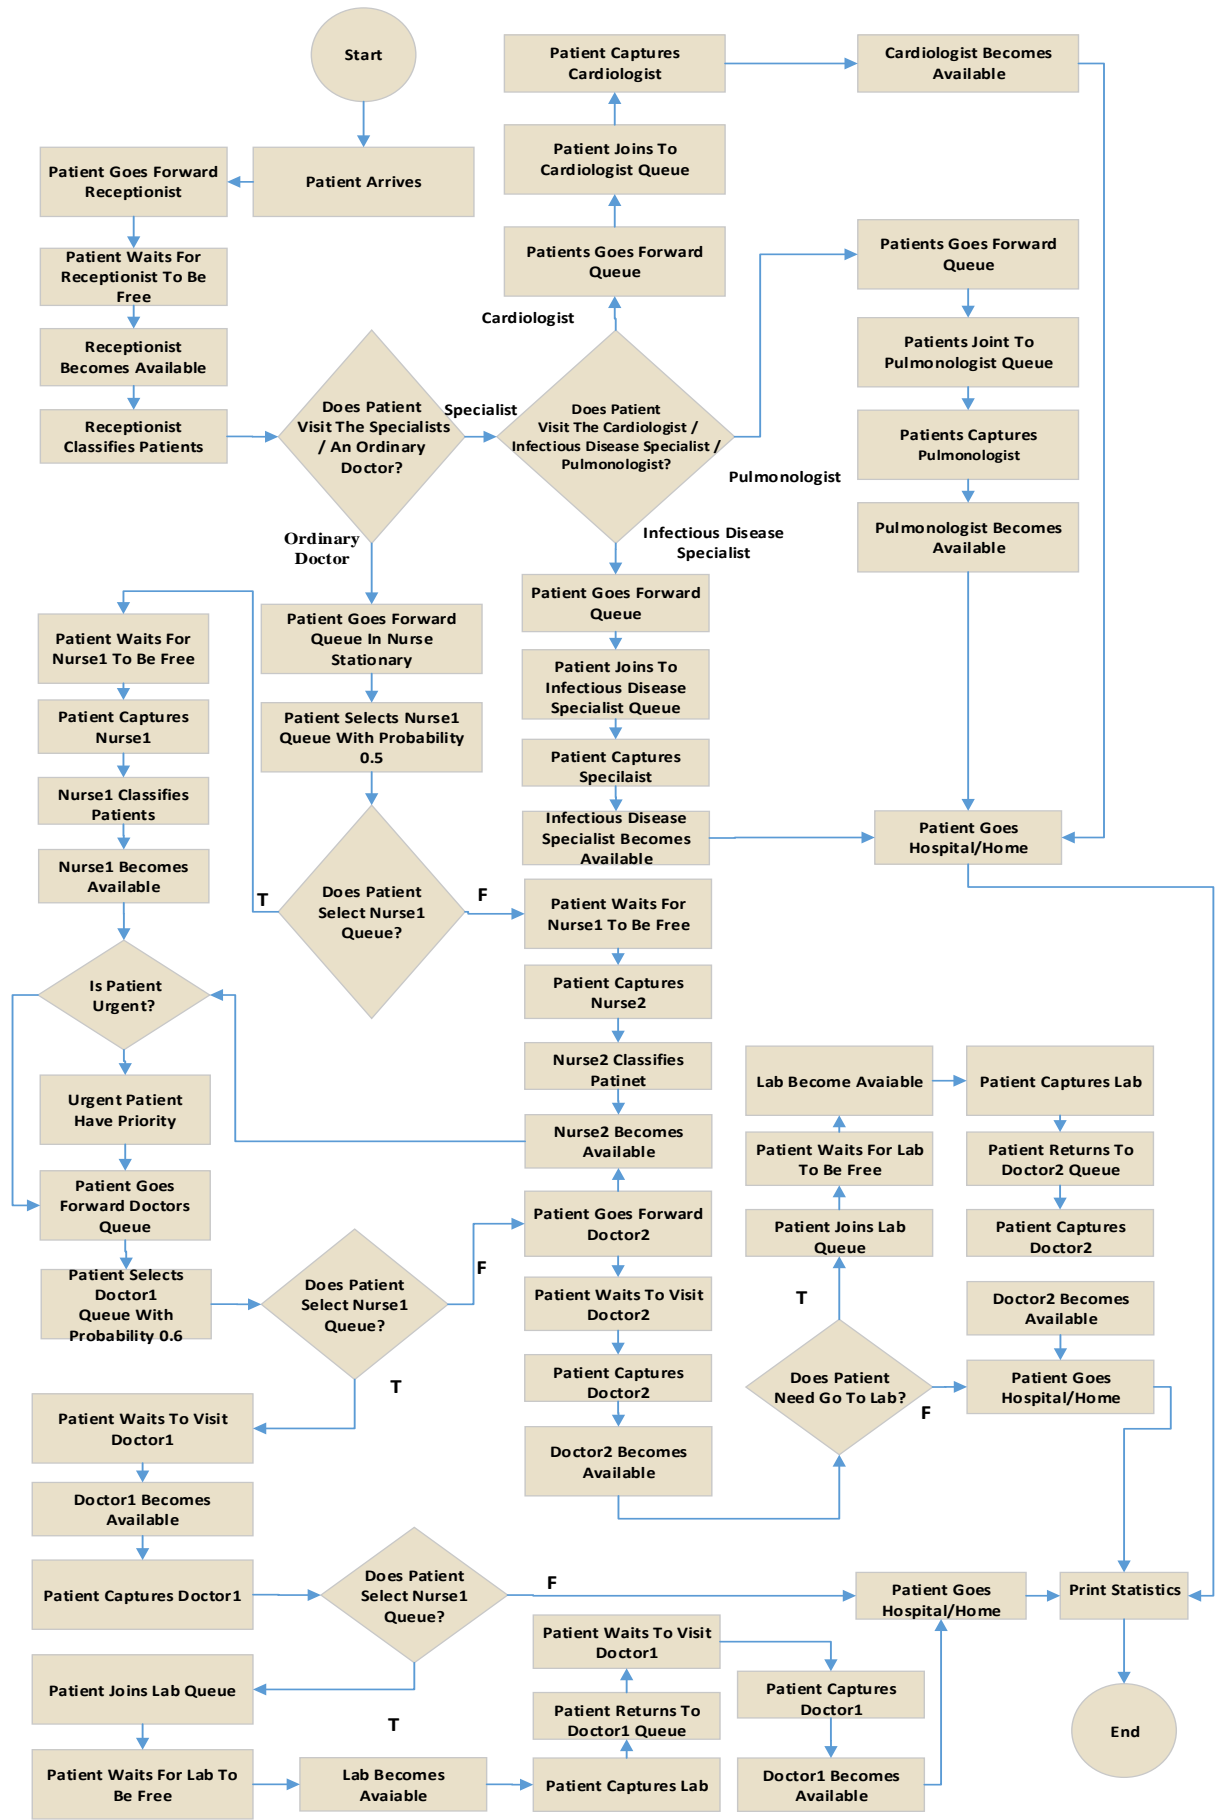 Start
Patient Arrives
Patient Goes Forward
Receptionist
Patient Waits For
Receptionist To Be
Free
Receptionist
Becomes Available
Receptionist
Classifies Patients
Does Patient
Visit The Specialists
/ An Ordinary
Doctor?
Specialist
Ordinary
Doctor
Does Patient
Visit The Cardiologist /
Infectious Disease Specialist /
Pulmonologist?
Cardiologist
Patients Goes Forward
Queue
Patient Joins To
Cardiologist Queue
Patient Captures
Cardiologist
Cardiologist Becomes
Available
Pulmonologist
Patients Goes Forward
Queue
Patients Joint To
Pulmonologist Queue
Patients Captures
Pulmonologist
Pulmonologist Becomes
Available
Infectious Disease
Specialist
Patient Goes Forward
Queue
Patient Joins To
Infectious Disease
Specialist Queue
Patient Captures
Specilaist
Infectious Disease
Specialist Becomes
Available
Patient Goes
Hospital/Home
Patient Goes Forward
Queue In Nurse
Stationary
Patient Selects Nurse1
Queue With Probability
0.5
Does Patient
Select Nurse1
Queue?
T
F
Patient Waits For
Nurse1 To Be Free
Patient Captures
Nurse1
Nurse1 Classifies
Patients
Nurse1 Becomes
Available
Is Patient
Urgent?
Urgent Patient
Have Priority
Patient Goes
Forward Doctors
Queue
Patient Selects
Doctor1
Queue With
Probability 0.6
Patient Waits For
Nurse1 To Be Free
Patient Captures
Nurse2
Nurse2 Classifies
Patinet
Nurse2 Becomes
Available
Does Patient
Select Nurse1
Queue?
F
T
Patient Goes Forward
Doctor2
Patient Waits To Visit
Doctor2
Patient Captures
Doctor2
Doctor2 Becomes
Available
Does Patient
Need Go To Lab?
T
F
Patient Joins Lab
Queue
Patient Waits For Lab
To Be Free
Lab Become Avaiable
Patient Captures Lab
Patient Returns To
Doctor2 Queue
Patient Captures
Doctor2
Doctor2 Becomes
Available
Patient Goes
Hospital/Home
Patient Waits To Visit
Doctor1
Doctor1 Becomes
Available
Patient Captures Doctor1
Does Patient
Select Nurse1
Queue?
F
T
Patient Joins Lab Queue
Patient Waits For Lab To
Be Free
Lab Becomes
Avaiable
Patient Captures Lab
Patient Returns To
Doctor1 Queue
Patient Waits To Visit
Doctor1
Patient Captures
Doctor1
Doctor1 Becomes
Available
Patient Goes
Hospital/Home
Print Statistics
End